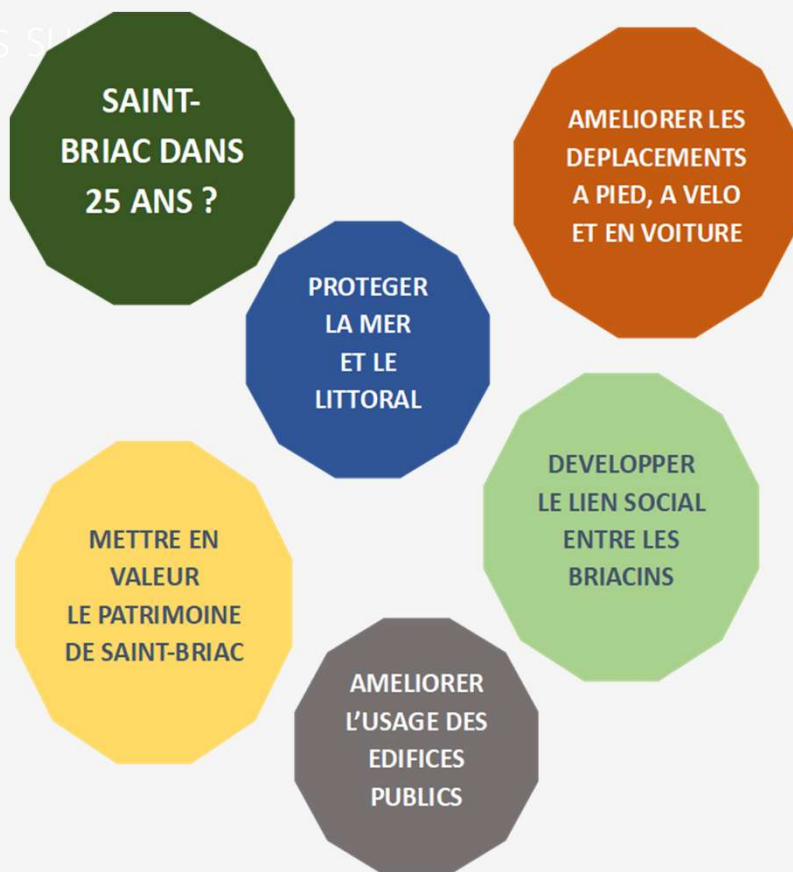 SAINT-
BRIAC DANS
25 ANS ?
AMELIORER LES
DEPLACEMENTS
A PIED, A VELO
ET EN VOITURE
PROTEGER
LA MER
ET LE
LITTORAL
DEVELOPPER
LE LIEN SOCIAL
ENTRE LES
BRIACINS
METTRE EN
VALEUR
LE PATRIMOINE
DE SAINT-BRIAC
AMELIORER
L’USAGE DES
EDIFICES
PUBLICS